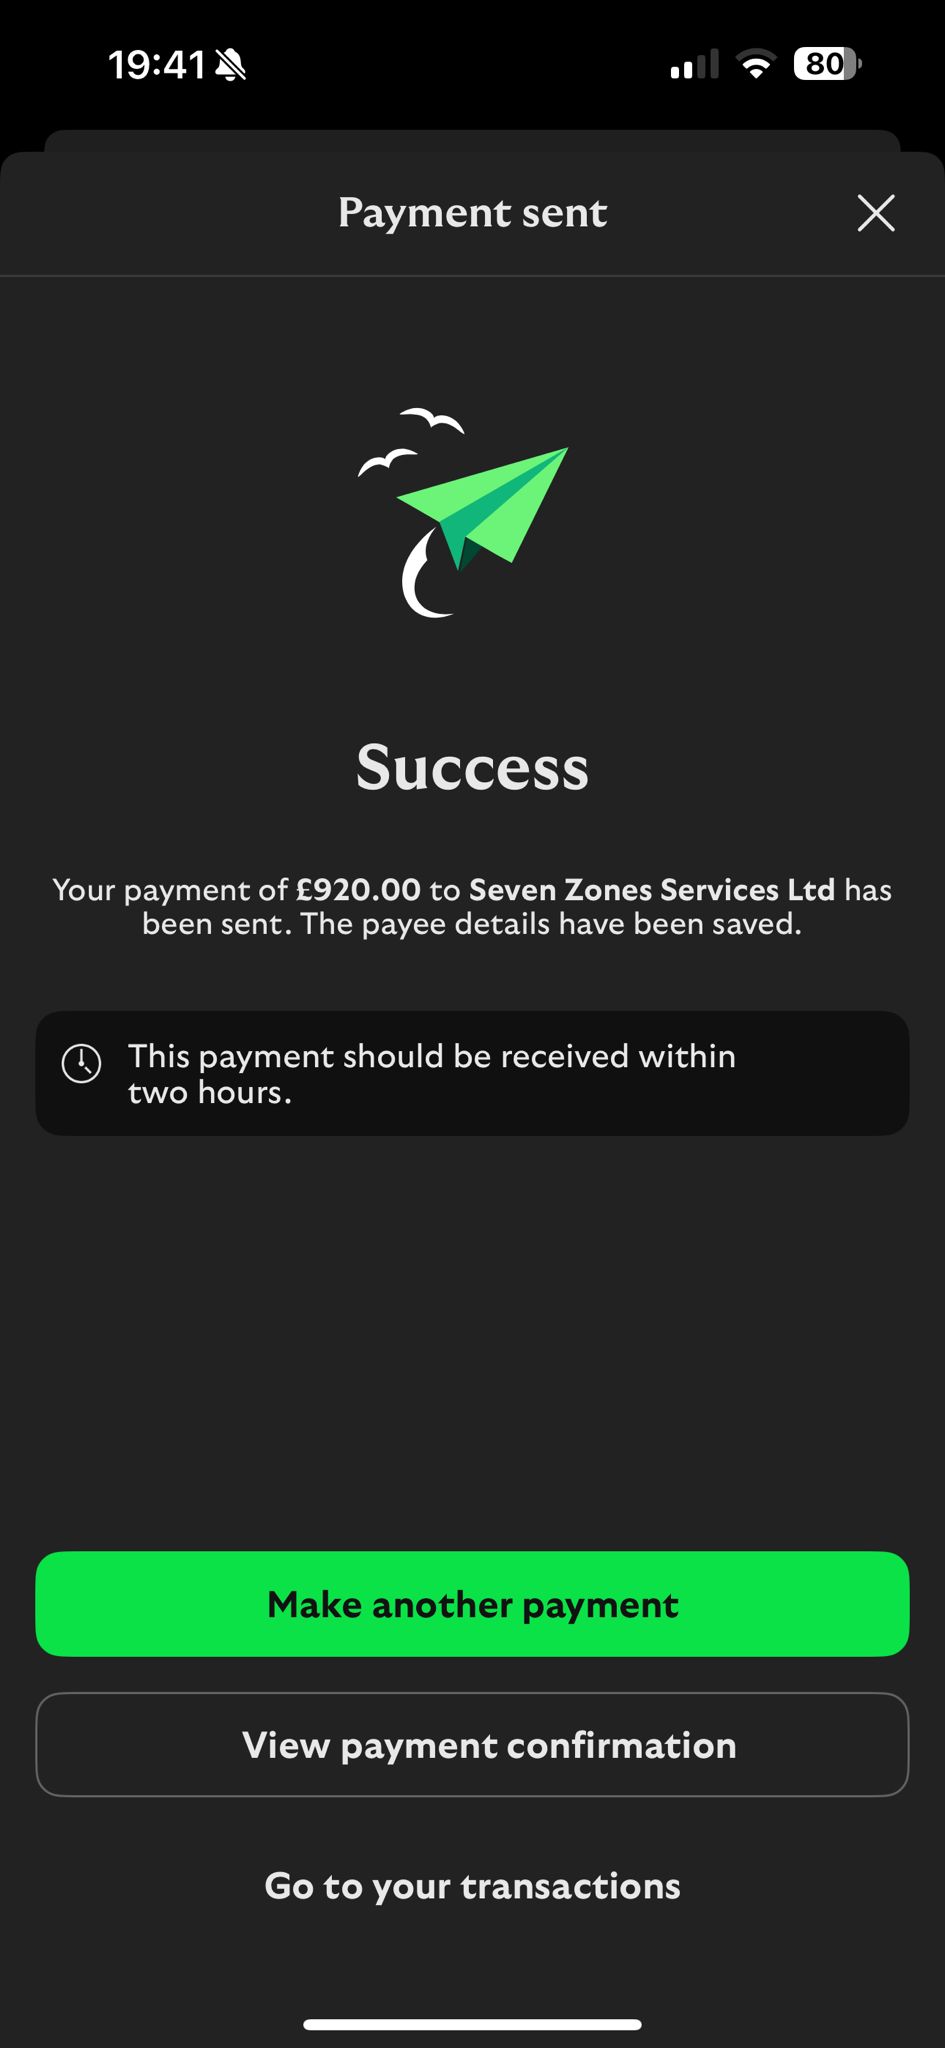 19:41
80
Payment sent
Success
Your payment of £920.00 to Seven Zones Services Ltd has
been sent. The payee details have been saved.
This payment should be received within
two hours.
Make another payment
View payment confirmation
Go to your transactions